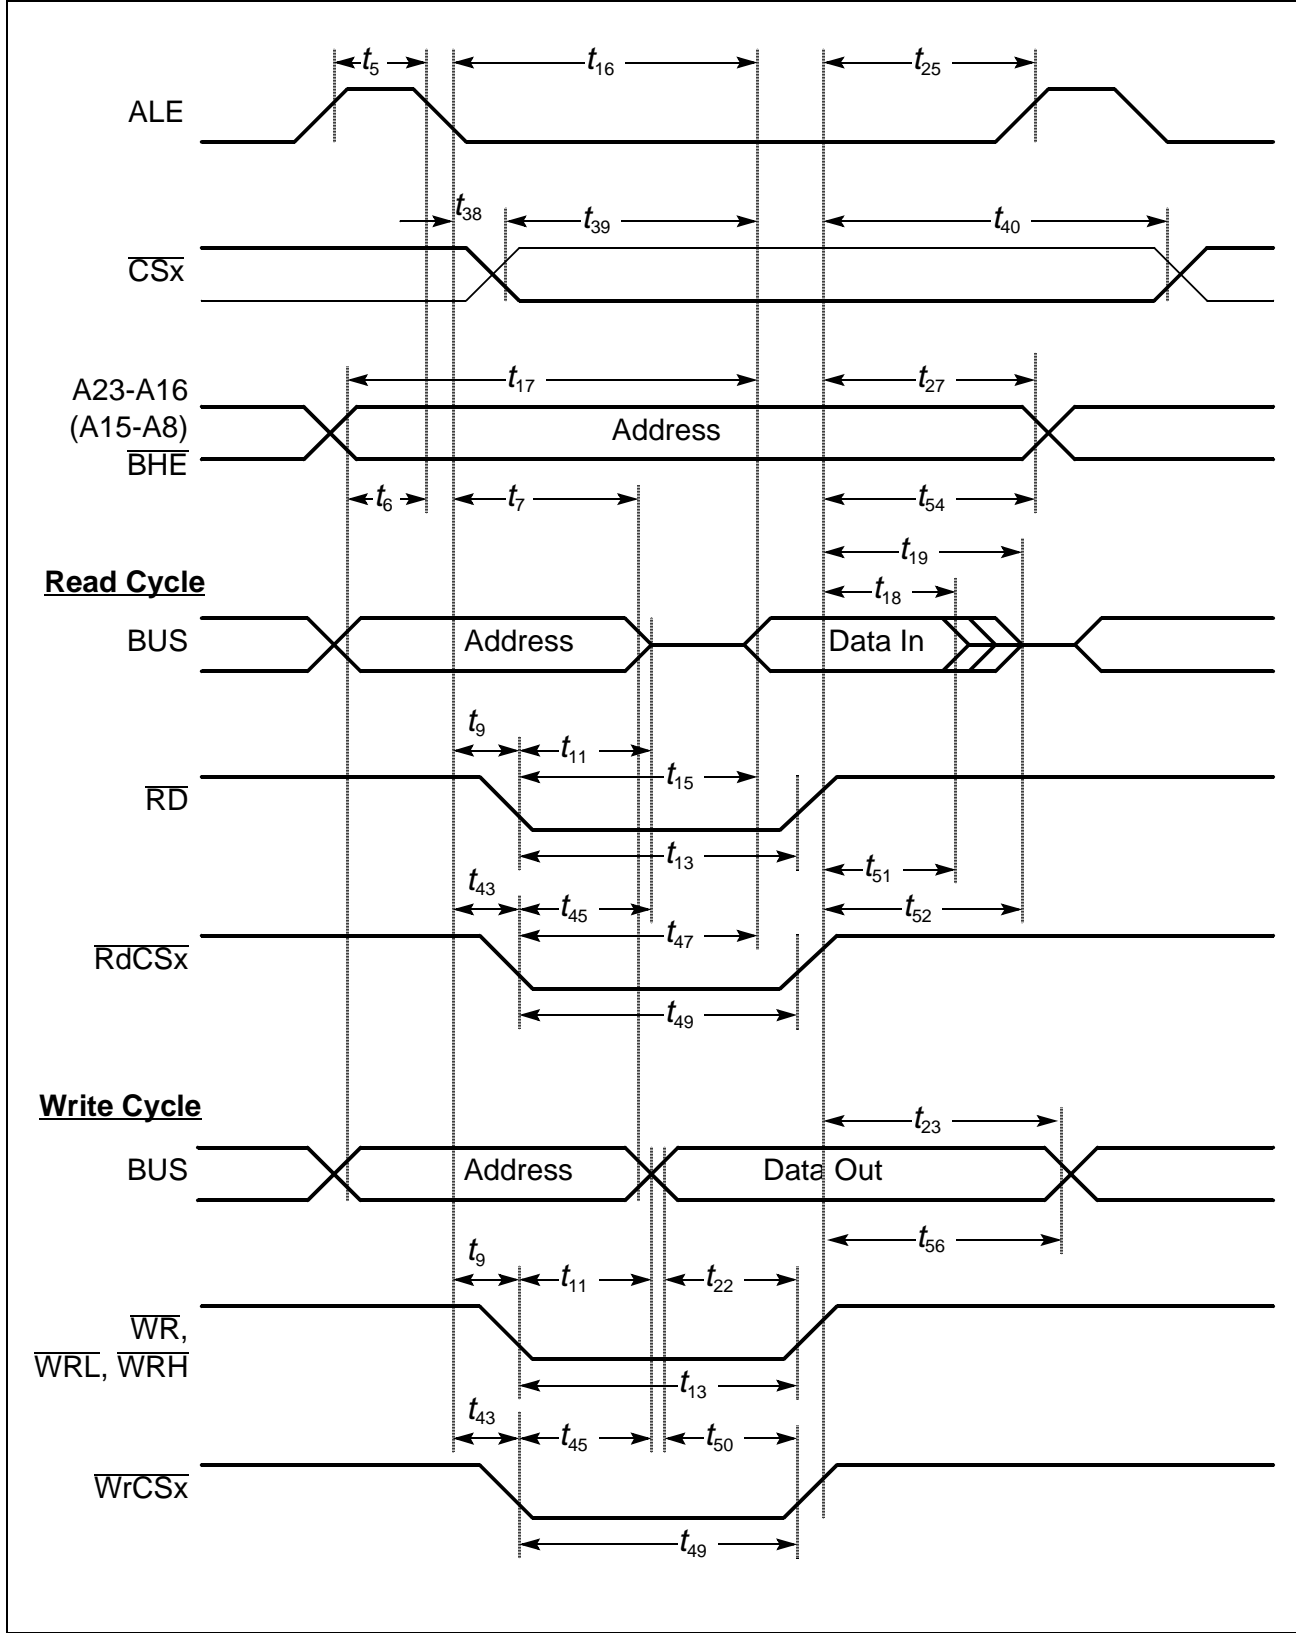 t5 t16 t25
ALE
t38 t39 t40
CSx
t17 t27
A23-A16
(A15-A8)
BHE
Address
t6 t7 t54
t19
Read Cycle
t18
BUS Address Data In
t9 t11
t15
RD
t13 t51
t43 t45 t52
t47
RdCSx
t49
Write Cycle
t23
BUS Address Data Out
t56
t9 t11 t22
WR,
WRL, WRH
t13
t43 t45 t50
WrCSx
t49